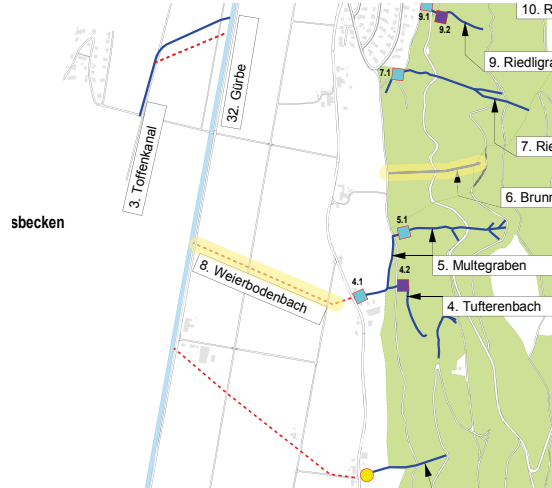 10. R
9.1
9.2
9. Riedligra
7.1
32. Gürbe
3. Toffenkanal
7. Rie
6. Brunn
sbecken
5.1
8. Weierbodenbach
5. Multegraben
4.1
4.2
4. Tufterenbach